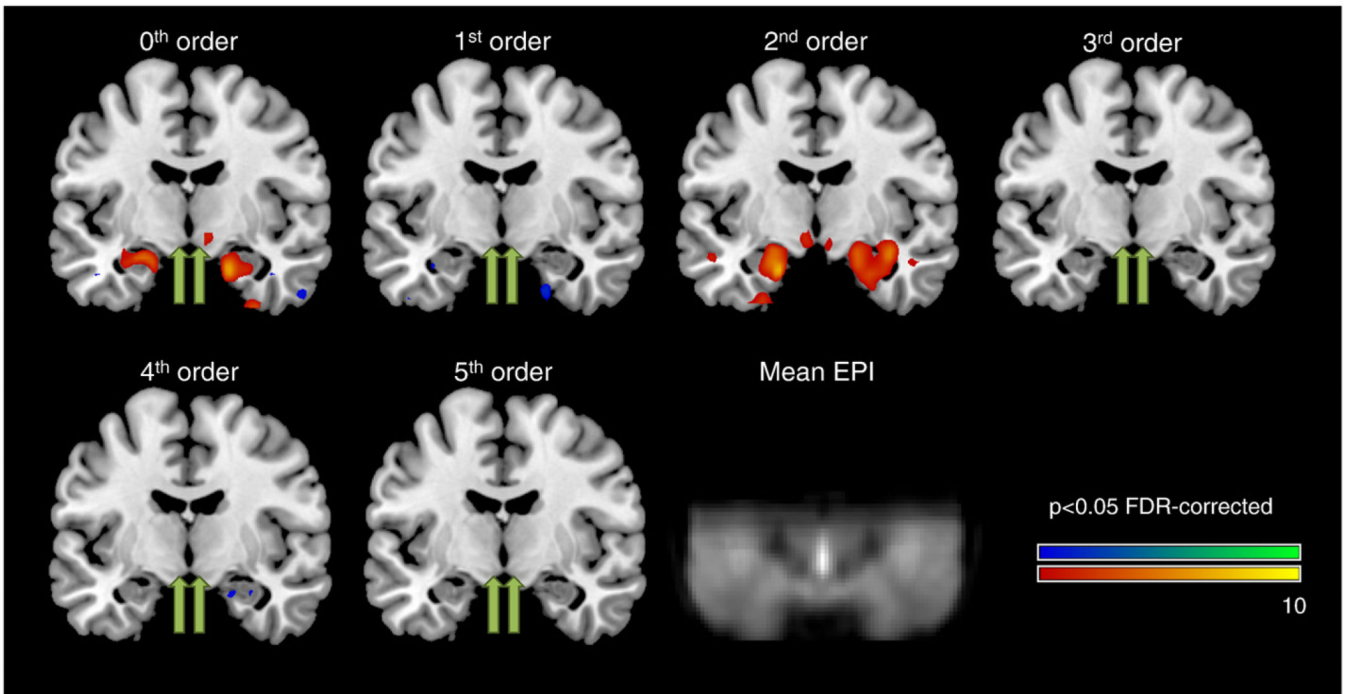 0th order
1st order
2nd order
3rd order
4th order
5th order
Mean EPI
p<0.05 FDR-corrected
10